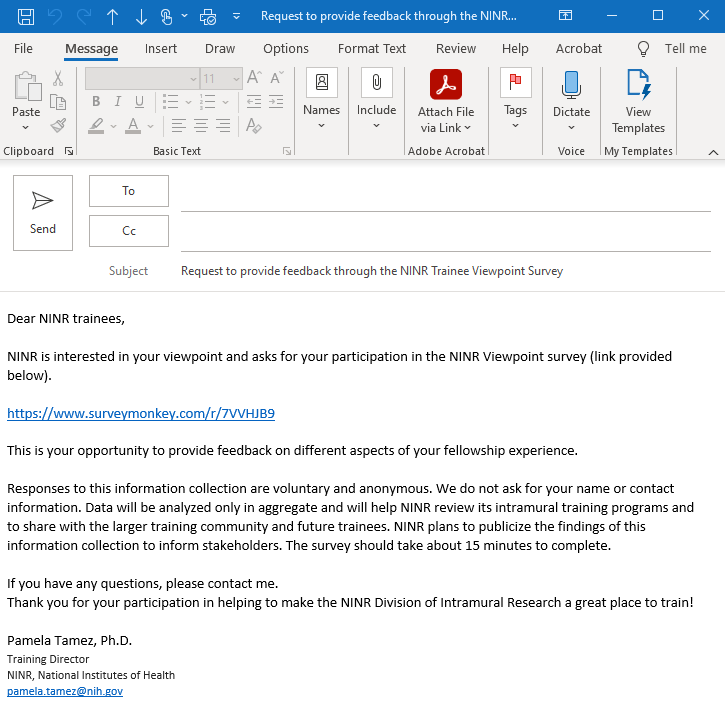 Request to provide feedback through the NINR...
File Message Insert Draw Options Format Text Review Help Acrobat Tell me
11 A A
Paste B I U Names Include Attach File via Link Tags Dictate View Templates
A
Clipboard Basic Text Adobe Acrobat Voice My Templates
To
Send
Cc
Subject Request to provide feedback through the NINR Trainee Viewpoint Survey
Dear NINR trainees,
NINR is interested in your viewpoint and asks for your participation in the NINR Viewpoint survey (link provided
below).
https://www.surveymonkey.com/r/7VVHJB9
This is your opportunity to provide feedback on different aspects of your fellowship experience.
Responses to this information collection are voluntary and anonymous. We do not ask for your name or contact
information. Data will be analyzed only in aggregate and will help NINR review its intramural training programs and
to share with the larger training community and future trainees. NINR plans to publicize the findings of this
information collection to inform stakeholders. The survey should take about 15 minutes to complete.
If you have any questions, please contact me.
Thank you for your participation in helping to make the NINR Division of Intramural Research a great place to train!
Pamela Tamez, Ph.D.
Training Director
NINR, National Institutes of Health
pamela.tamez@nih.gov